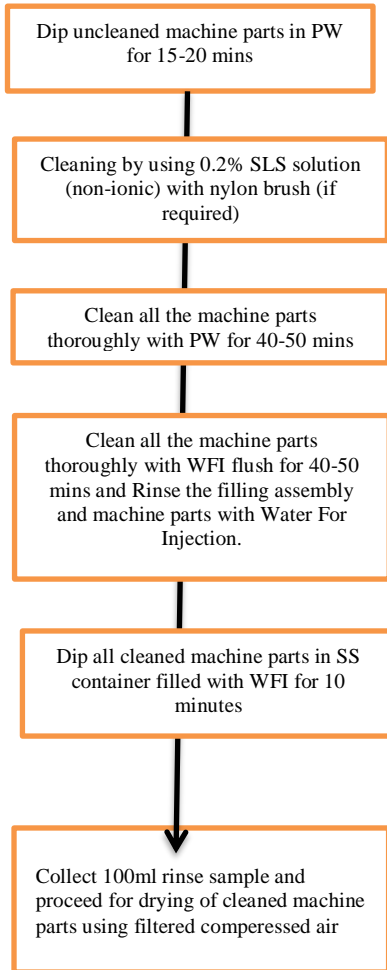 Dip uncleaned machine parts in PW
for 15-20 mins
Cleaning by using 0.2% SLS solution
(non-ionic) with nylon brush (if
required)
Clean all the machine parts
thoroughly with PW for 40-50 mins
Clean all the machine parts
thoroughly with WFI flush for 40-50
mins and Rinse the filling assembly
and machine parts with Water For
Injection.
Dip all cleaned machine parts in SS
container filled with WFI for 10
minutes
Collect 100ml rinse sample and
proceed for drying of cleaned machine
parts using filtered comperessed air